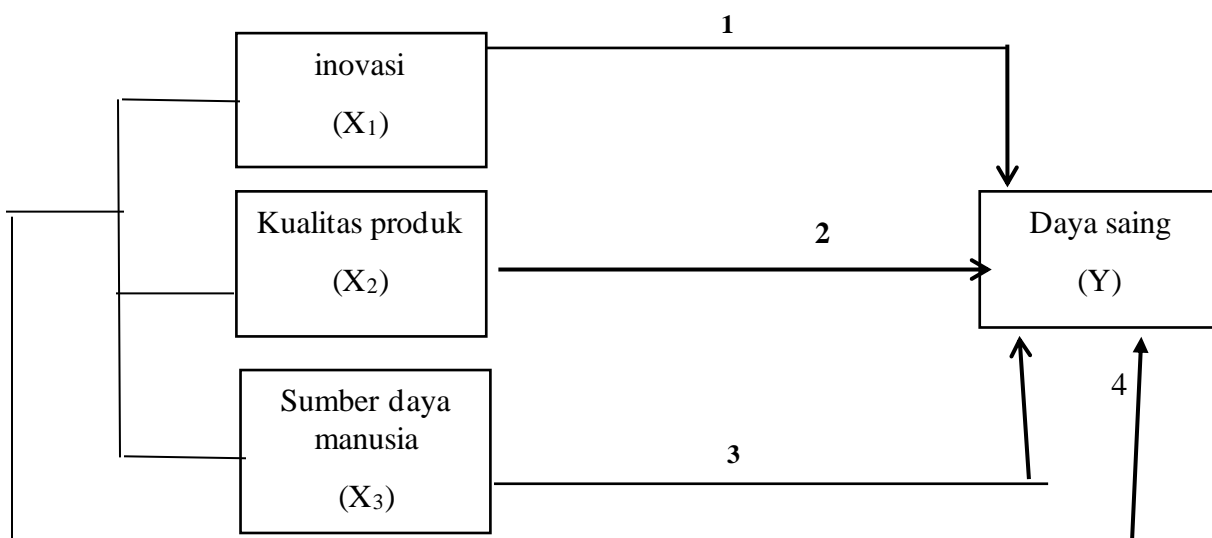 1
inovasi
(X₁)
Kualitas produk
(X₂)
2
Daya saing
(Y)
Sumber daya
manusia
(X₃)
3
4